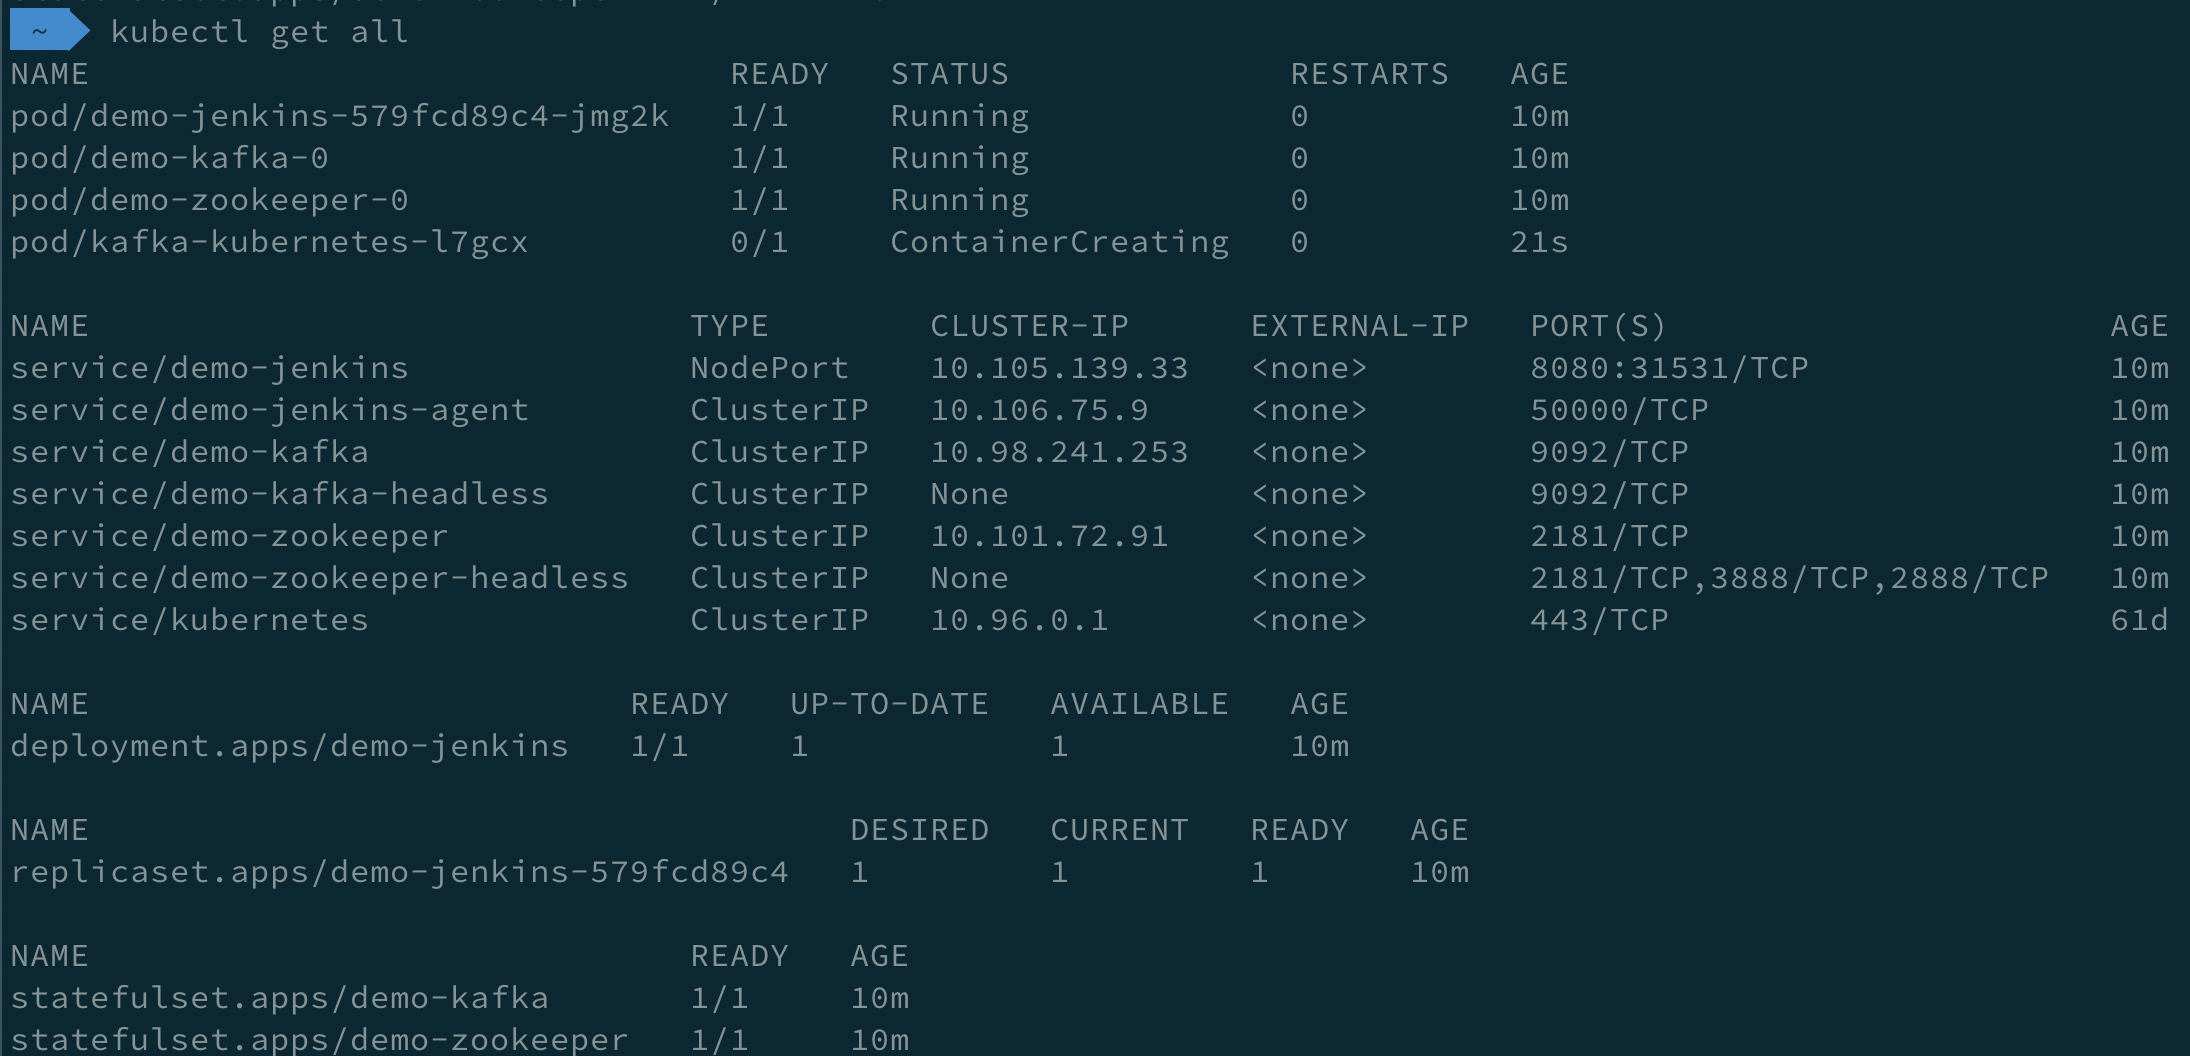 ~ kubectl get all
NAME READY STATUS RESTARTS AGE
pod/demo-jenkins-579fcd89c4-jmg2k 1/1 Running 0 10m
pod/demo-kafka-0 1/1 Running 0 10m
pod/demo-zookeeper-0 1/1 Running 0 10m
pod/kafka-kubernetes-l7gcx 0/1 ContainerCreating 0 21s
NAME TYPE CLUSTER-IP EXTERNAL-IP PORT(S) AGE
service/demo-jenkins NodePort 10.105.139.33 <none> 8080:31531/TCP 10m
service/demo-jenkins-agent ClusterIP 10.106.75.9 <none> 50000/TCP 10m
service/demo-kafka ClusterIP 10.98.241.253 <none> 9092/TCP 10m
service/demo-kafka-headless ClusterIP None <none> 9092/TCP 10m
service/demo-zookeeper ClusterIP 10.101.72.91 <none> 2181/TCP 10m
service/demo-zookeeper-headless ClusterIP None <none> 2181/TCP,3888/TCP,2888/TCP 10m
service/kubernetes ClusterIP 10.96.0.1 <none> 443/TCP 61d
NAME READY UP-TO-DATE AVAILABLE AGE
deployment.apps/demo-jenkins 1/1 1 1 10m
NAME DESIRED CURRENT READY AGE
replicaset.apps/demo-jenkins-579fcd89c4 1 1 1 10m
NAME READY AGE
statefulset.apps/demo-kafka 1/1 10m
statefulset.apps/demo-zookeeper 1/1 10m